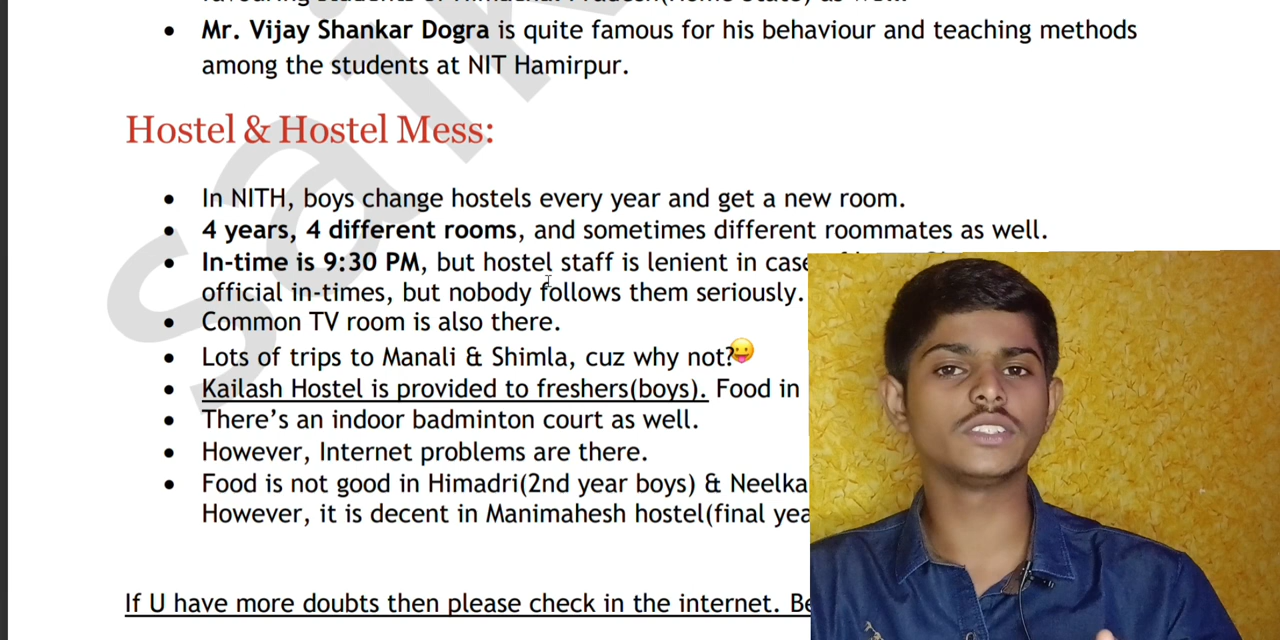 Mr. Vijay Shankar Dogra is quite famous for his behaviour and teaching methods
among the students at NIT Hamirpur.
Hostel & Hostel Mess:
In NITH, boys change hostels every year and get a new room.
4 years, 4 different rooms, and sometimes different roommates as well.
In-time is 9:30 PM, but hostel staff is lenient in case
official in-times, but nobody follows them seriously.
Common TV room is also there.
Lots of trips to Manali & Shimla, cuz why not?😛
Kailash Hostel is provided to freshers(boys). Food in
There’s an indoor badminton court as well.
However, Internet problems are there.
Food is not good in Himadri(2nd year boys) &
However, it is decent in Manimahesh hostel(final
If U have more doubts then please check in the internet.